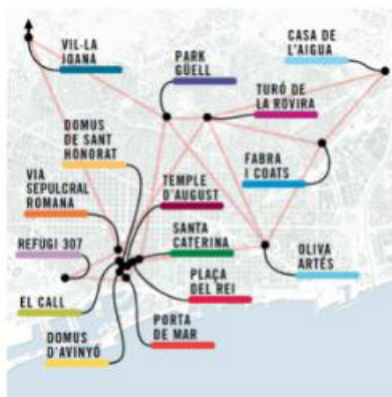 VIL·LA
JOANA
PARK
GÜELL
CASA DE
L'AIGUA
TURÓ DE
LA ROVIRA
DOMUS
DE SANT
HONORAT
FABRA
I COATS
VIA
SEPULCRAL
ROMANA
TEMPLE
D'AUGUST
REFUGI 307
SANTA
CATERINA
OLIVA
ARTÉS
EL CALL
PLAÇA
DEL REI
DOMUS
D'AVINYÓ
PORTA
DE MAR